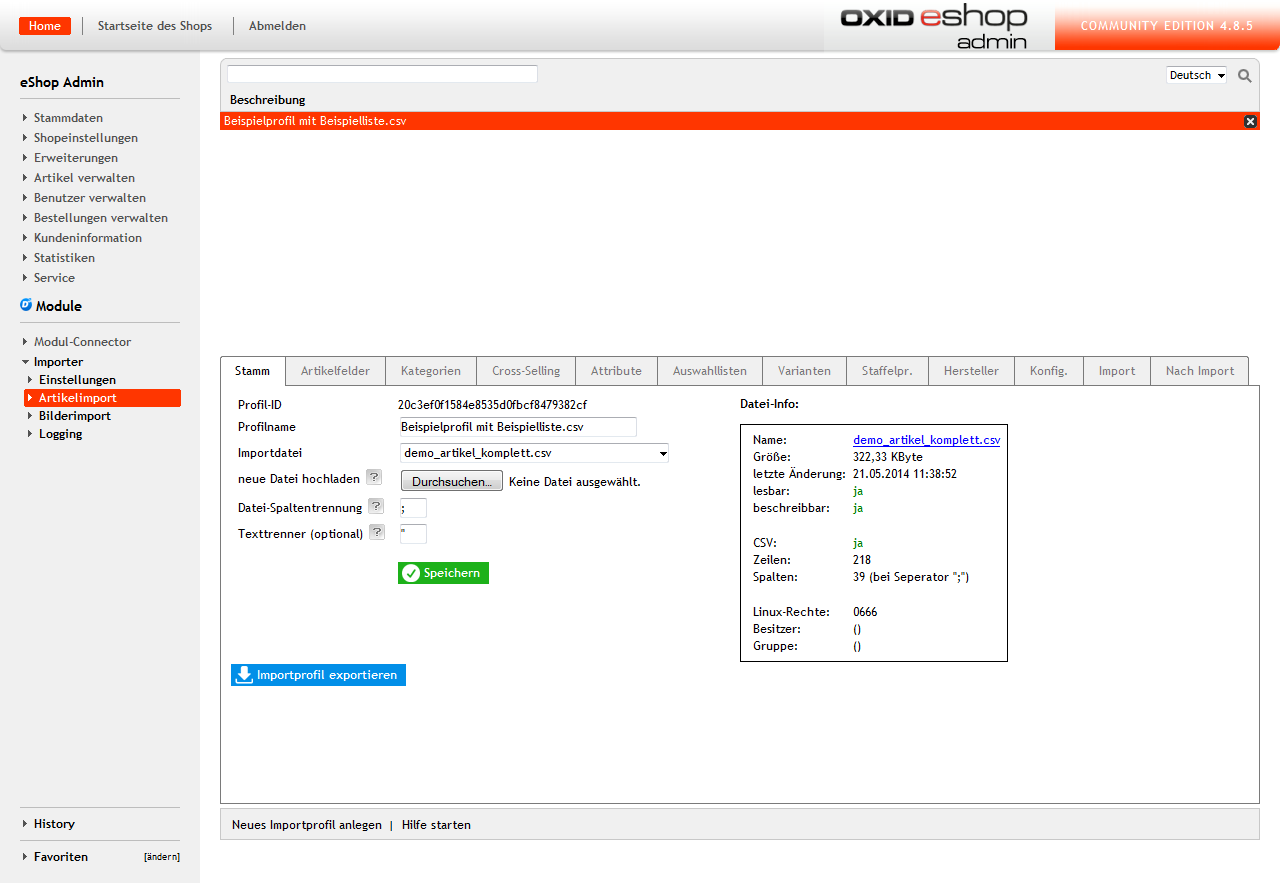 Home
Startseite des Shops
Abmelden
OXID eshop
admin
COMMUNITY EDITION 4.8.5
eShop Admin
Stammdaten
Shopeinstellungen
Erweiterungen
Artikel verwalten
Benutzer verwalten
Bestellungen verwalten
Kundeninformation
Statistiken
Service
Module
Modul-Connector
Importer
Einstellungen
Artikelimport
Bilderimport
Logging
History
Favoriten [ändern]
Deutsch
Beschreibung
Beispielprofil mit Beispielliste.csv
Stamm Artikelfelder Kategorien Cross-Selling Attribute Auswahllisten Varianten Staffelpr. Hersteller Konfig. Import Nach Import
Profil-ID 20c3ef0f1584e8535d0fbcf8479382cf
Profilname Beispielprofil mit Beispielliste.csv
Importdatei demo_artikel_komplett.csv
neue Datei hochladen ? Durchsuchen... Keine Datei ausgewählt.
Datei-Spaltentrennung ? ;
Texttrenner (optional) ? "
Speichern
Importprofil exportieren
Datei-Info:
Name: demo_artikel_komplett.csv
Größe: 322,33 KByte
letzte Änderung: 21.05.2014 11:38:52
lesbar: ja
beschreibbar: ja
CSV: ja
Zeilen: 218
Spalten: 39 (bei Seperator ";")
Linux-Rechte: 0666
Besitzer: ()
Gruppe: ()
Neues Importprofil anlegen | Hilfe starten